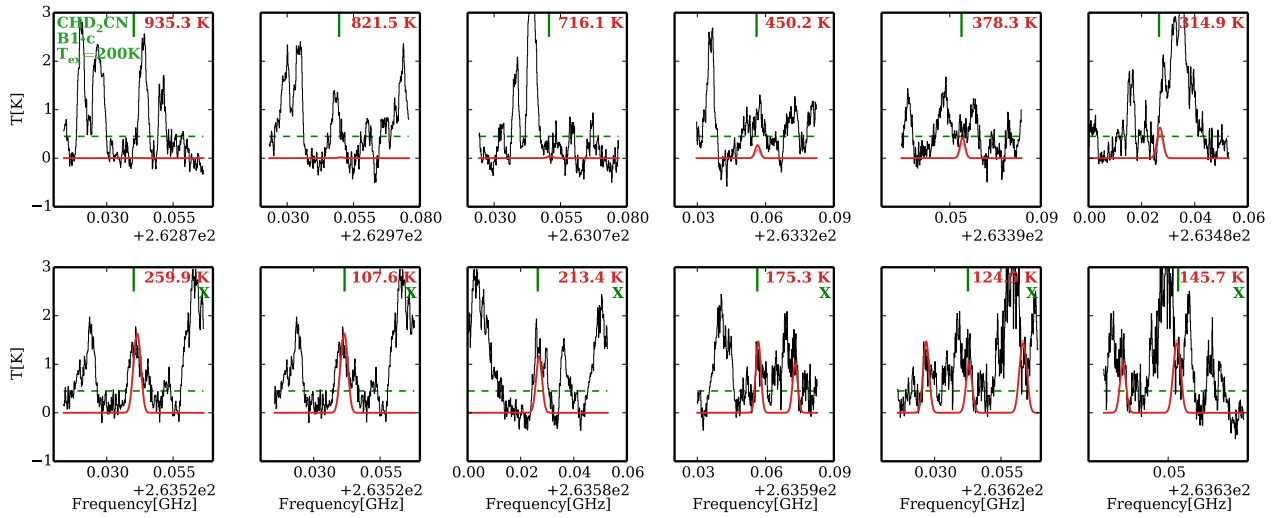 CHD2CN 935.3 K 821.5 K 716.1 K 450.2 K 378.3 K 314.9 K
B1-c
Tex=200K
T[K]
3
2
1
0
−1
0.030 0.055 0.030 0.055 0.080 0.030 0.055 0.080 0.03 0.06 0.09 0.05 0.09 0.00 0.02 0.04 0.06
+2.6287e2 +2.6297e2 +2.6307e2 +2.6332e2 +2.6339e2 +2.6348e2
259.9 K 107.6 K 213.4 K 175.3 K 124.5 K 145.7 K
X X X X X X
T[K]
3
2
1
0
−1
0.030 0.055 0.030 0.055 0.00 0.02 0.04 0.06 0.03 0.06 0.09 0.030 0.055 0.05
+2.6352e2 +2.6352e2 +2.6358e2 +2.6359e2 +2.6362e2 +2.6363e2
Frequency[GHz] Frequency[GHz] Frequency[GHz] Frequency[GHz] Frequency[GHz] Frequency[GHz]